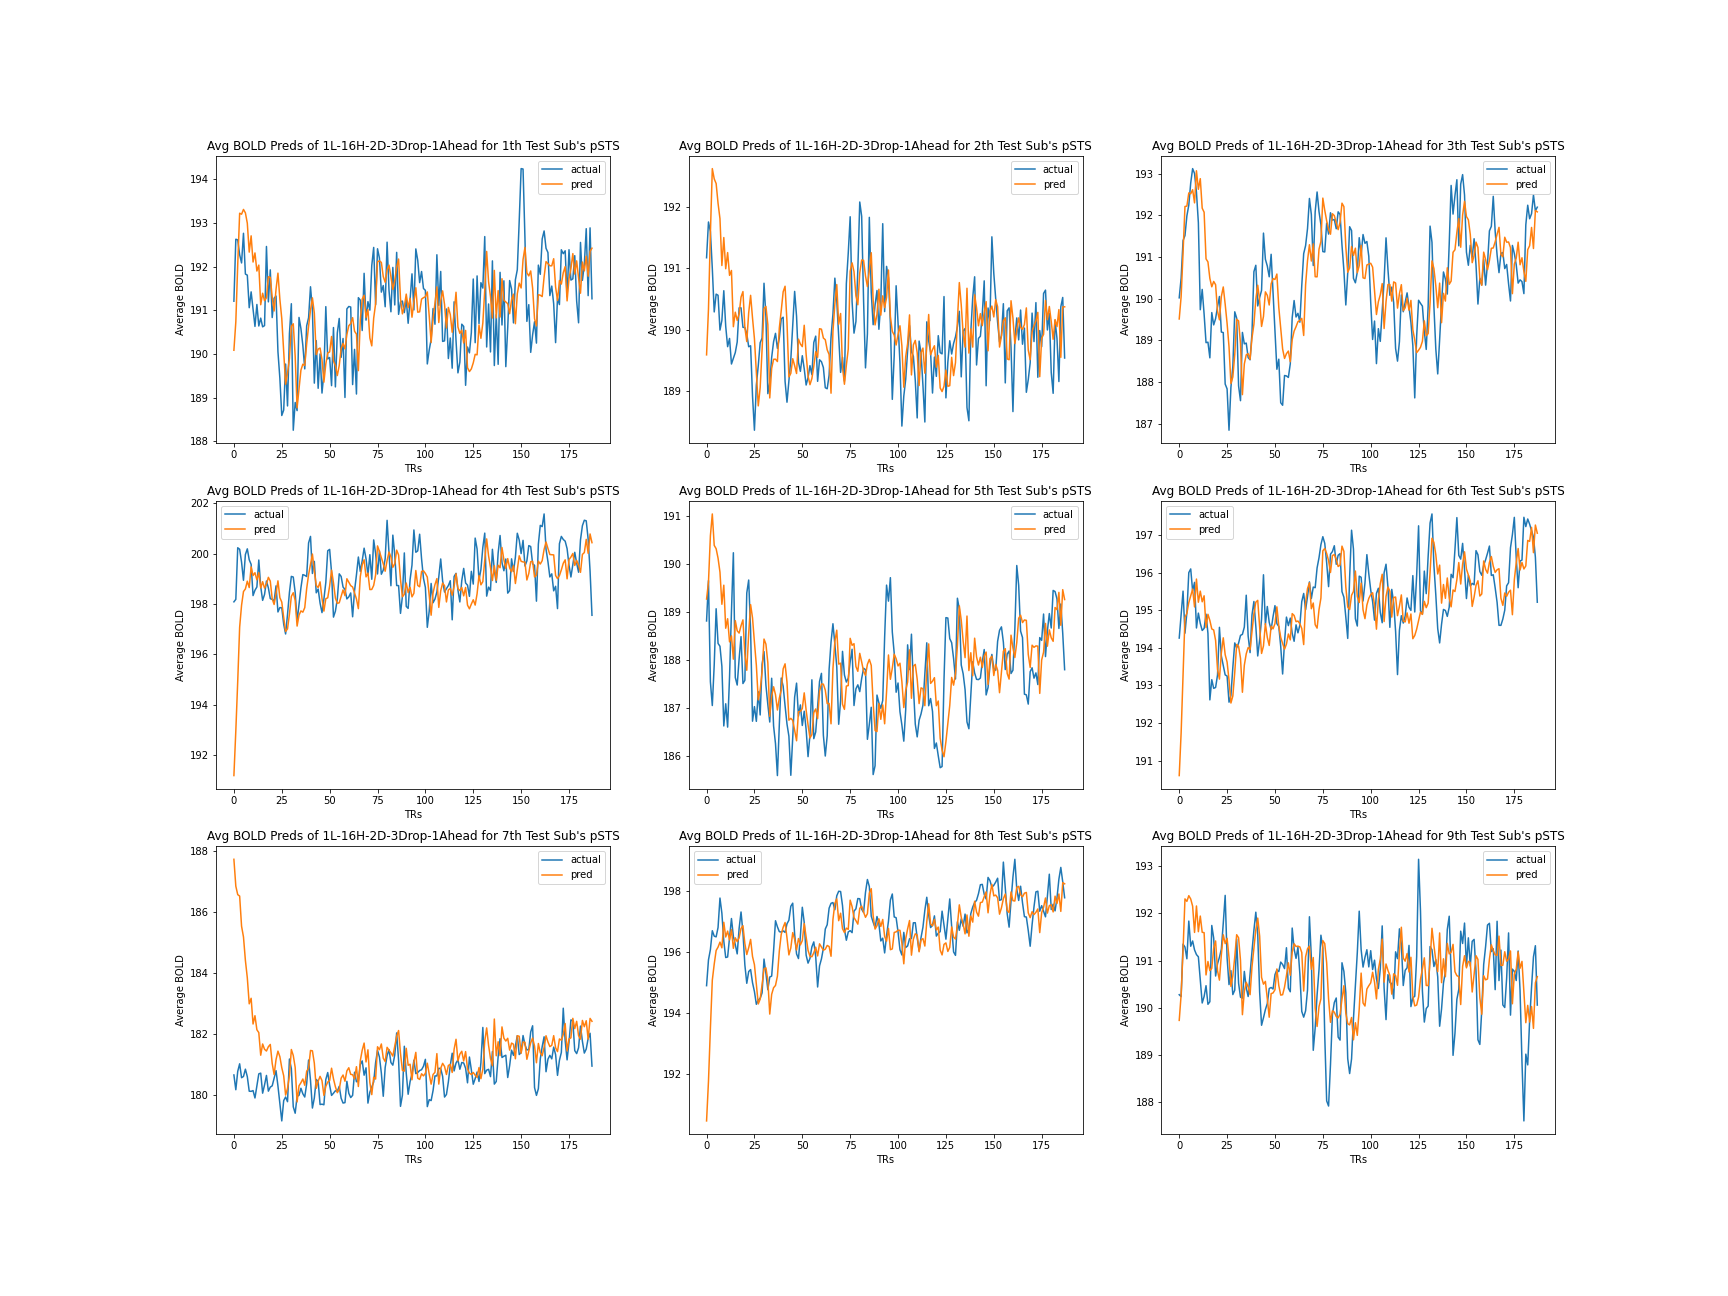 Avg BOLD Preds of 1L-16H-2D-3Drop-1Ahead for 1th Test Sub's pSTS
Average BOLD
194
193
192
191
190
189
188
actual
pred
0 25 50 75 100 125 150 175
TRs
Avg BOLD Preds of 1L-16H-2D-3Drop-1Ahead for 2th Test Sub's pSTS
Average BOLD
192
191
190
189
actual
pred
0 25 50 75 100 125 150 175
TRs
Avg BOLD Preds of 1L-16H-2D-3Drop-1Ahead for 3th Test Sub's pSTS
Average BOLD
193
192
191
190
189
188
187
actual
pred
0 25 50 75 100 125 150 175
TRs
Avg BOLD Preds of 1L-16H-2D-3Drop-1Ahead for 4th Test Sub's pSTS
Average BOLD
202
200
198
196
194
192
actual
pred
0 25 50 75 100 125 150 175
TRs
Avg BOLD Preds of 1L-16H-2D-3Drop-1Ahead for 5th Test Sub's pSTS
Average BOLD
191
190
189
188
187
186
actual
pred
0 25 50 75 100 125 150 175
TRs
Avg BOLD Preds of 1L-16H-2D-3Drop-1Ahead for 6th Test Sub's pSTS
Average BOLD
197
196
195
194
193
192
191
actual
pred
0 25 50 75 100 125 150 175
TRs
Avg BOLD Preds of 1L-16H-2D-3Drop-1Ahead for 7th Test Sub's pSTS
Average BOLD
188
186
184
182
180
actual
pred
0 25 50 75 100 125 150 175
TRs
Avg BOLD Preds of 1L-16H-2D-3Drop-1Ahead for 8th Test Sub's pSTS
Average BOLD
198
196
194
192
actual
pred
0 25 50 75 100 125 150 175
TRs
Avg BOLD Preds of 1L-16H-2D-3Drop-1Ahead for 9th Test Sub's pSTS
Average BOLD
193
192
191
190
189
188
actual
pred
0 25 50 75 100 125 150 175
TRs